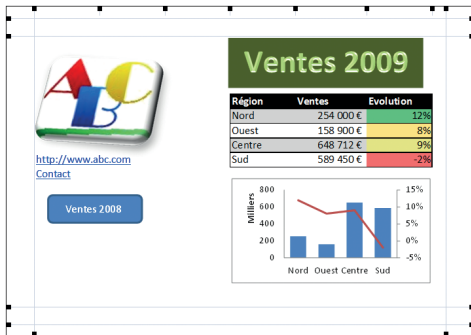 ABC
http://www.abc.com
Contact
Ventes 2008
Ventes 2009
Région Ventes Evolution
Nord 254 000 € 12%
Ouest 158 900 € 8%
Centre 648 712 € 9%
Sud 589 450 € -2%
Milliers
800
600
400
200
0
15%
10%
5%
0%
-5%
Nord Ouest Centre Sud